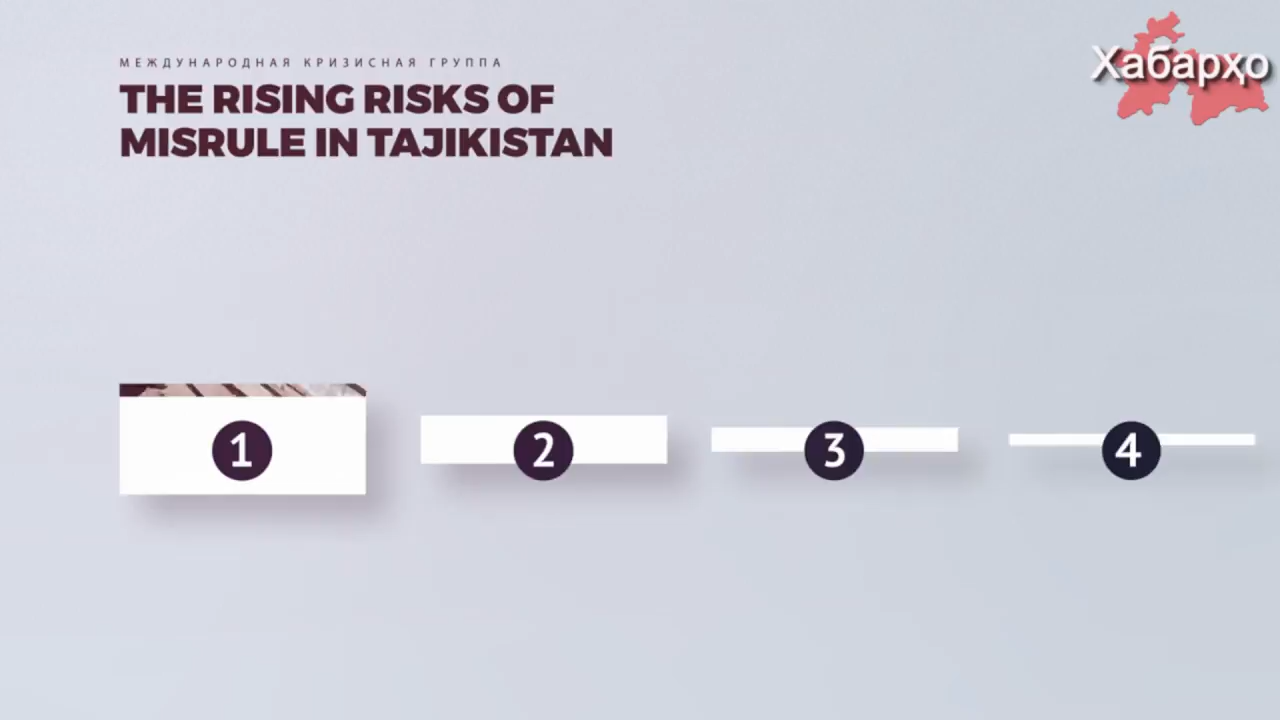 МЕЖДУНАРОДНАЯ КРИЗИСНАЯ ГРУППА
THE RISING RISKS OF
MISRULE IN TAJIKISTAN
Хабарҳо
1
2
3
4